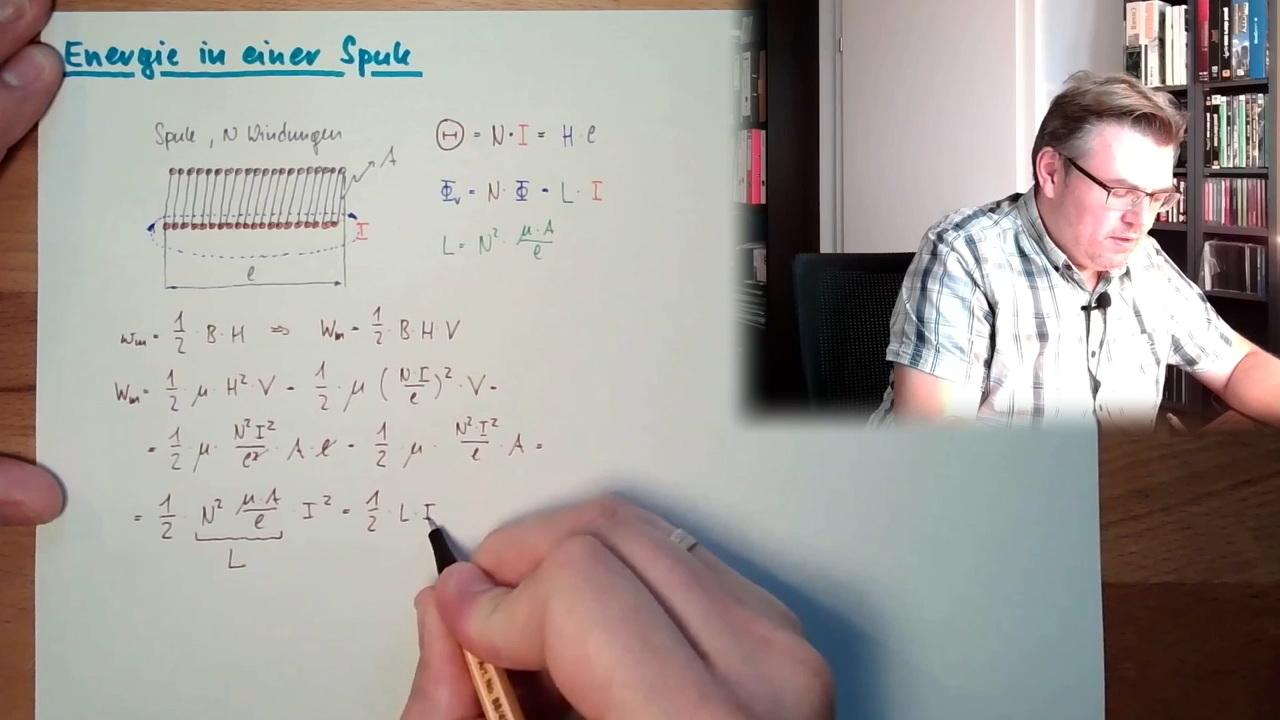 Energie in einer Spule
Spule, N Windungen
A
I
l
Θ = N · I = H · l
Φᵥ = N · Φ = L · I
L = N² · μ·A/l
wₘ = 1/2 · B · H ⇒ Wₘ = 1/2 · B · H · V
Wₘ = 1/2 · μ · H² · V = 1/2 · μ (N·I/l)² · V =
= 1/2 · μ · N²I²/l² · A · l = 1/2 · μ · N²·I²/l · A =
= 1/2 · N² μ·A/l · I² = 1/2 · L · I
L